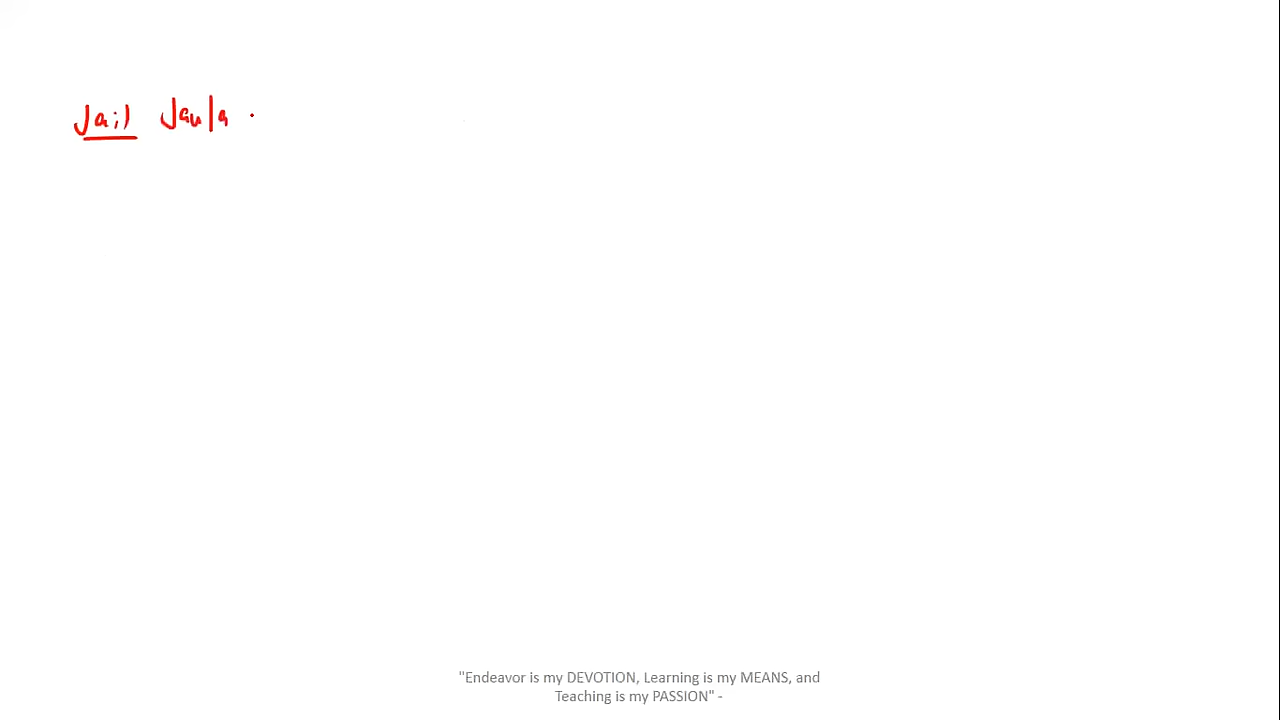 Jail Jaula .
"Endeavor is my DEVOTION, Learning is my MEANS, and
Teaching is my PASSION" -